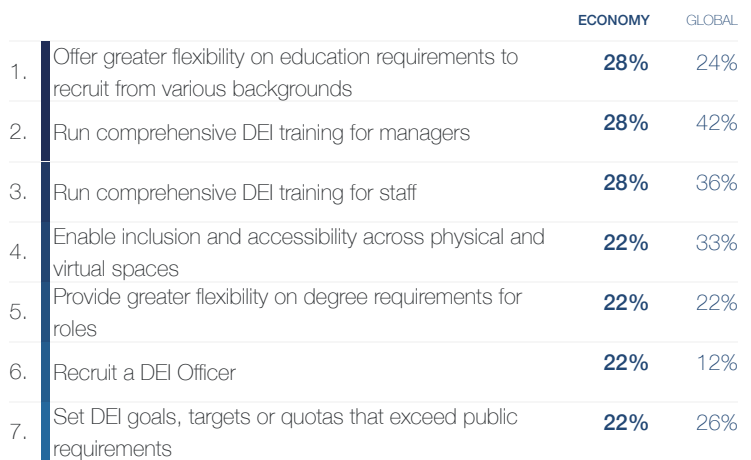 ECONOMY GLOBAL
Offer greater flexibility on education requirements to
1. 28% 24%
recruit from various backgrounds
2. Run comprehensive DEI training for managers 28% 42%
3. Run comprehensive DEI training for staff 28% 36%
Enable inclusion and accessibility across physical and
4. 22% 33%
virtual spaces
Provide greater flexibility on degree requirements for
5. 22% 22%
roles
6. Recruit a DEI Officer 22% 12%
Set DEI goals, targets or quotas that exceed public
7. 22% 26%
requirements